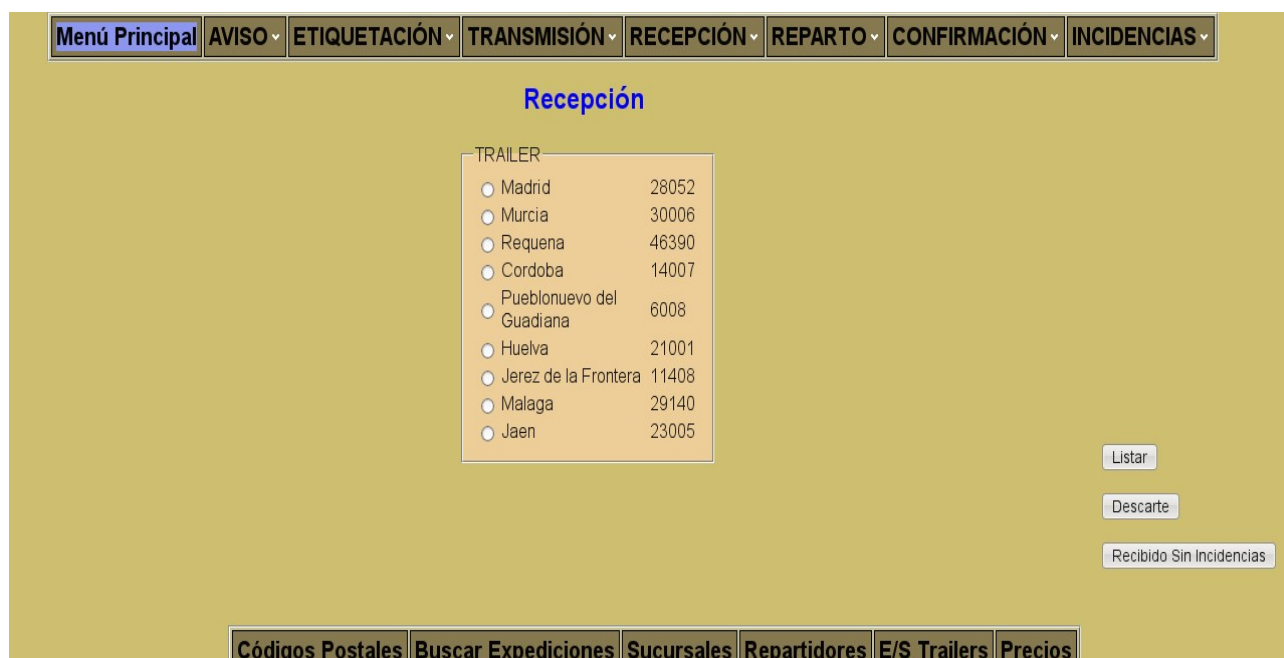 Menú Principal AVISO ETIQUETACIÓN TRANSMISIÓN RECEPCIÓN REPARTO CONFIRMACIÓN INCIDENCIAS
Recepción
TRAILER
Madrid 28052
Murcia 30006
Requena 46390
Cordoba 14007
Pueblonuevo del
Guadiana 6008
Huelva 21001
Jerez de la Frontera 11408
Malaga 29140
Jaen 23005
Listar
Descarte
Recibido Sin Incidencias
Códigos Postales Buscar Expediciones Sucursales Repartidores E/S Trailers Precios